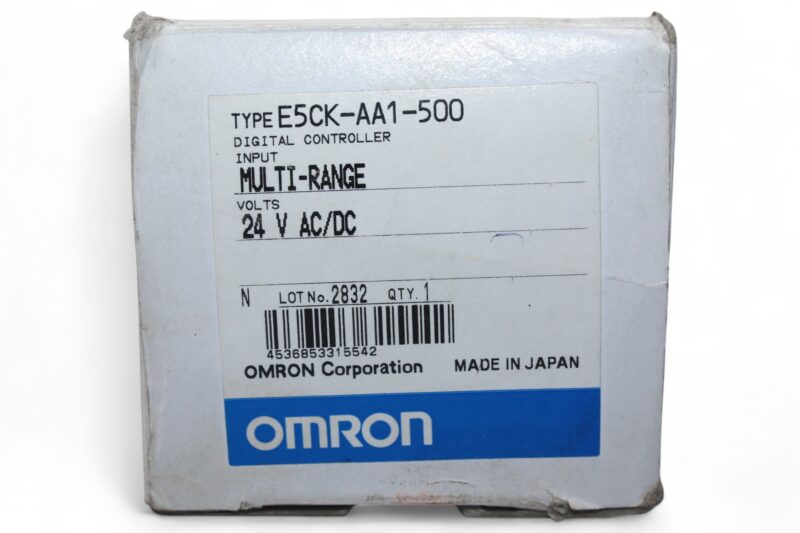 TYPE E5CK-AA1-500
DIGITAL CONTROLLER
INPUT
MULTI-RANGE
VOLTS
24 V AC/DC
N LOT No. 2832 QTY. 1
4536853315542
OMRON Corporation MADE IN JAPAN
OMRON